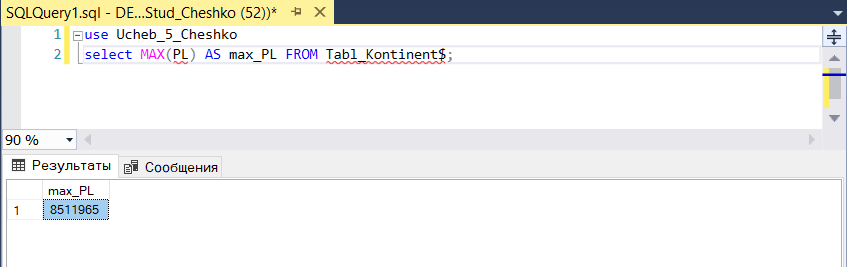 SQLQuery1.sql - DE...Stud_Cheshko (52))*
1 use Ucheb_5_Cheshko
2 select MAX(PL) AS max_PL FROM Tabl_Kontinent$;
90 %
Результаты Сообщения
max_PL
1 8511965